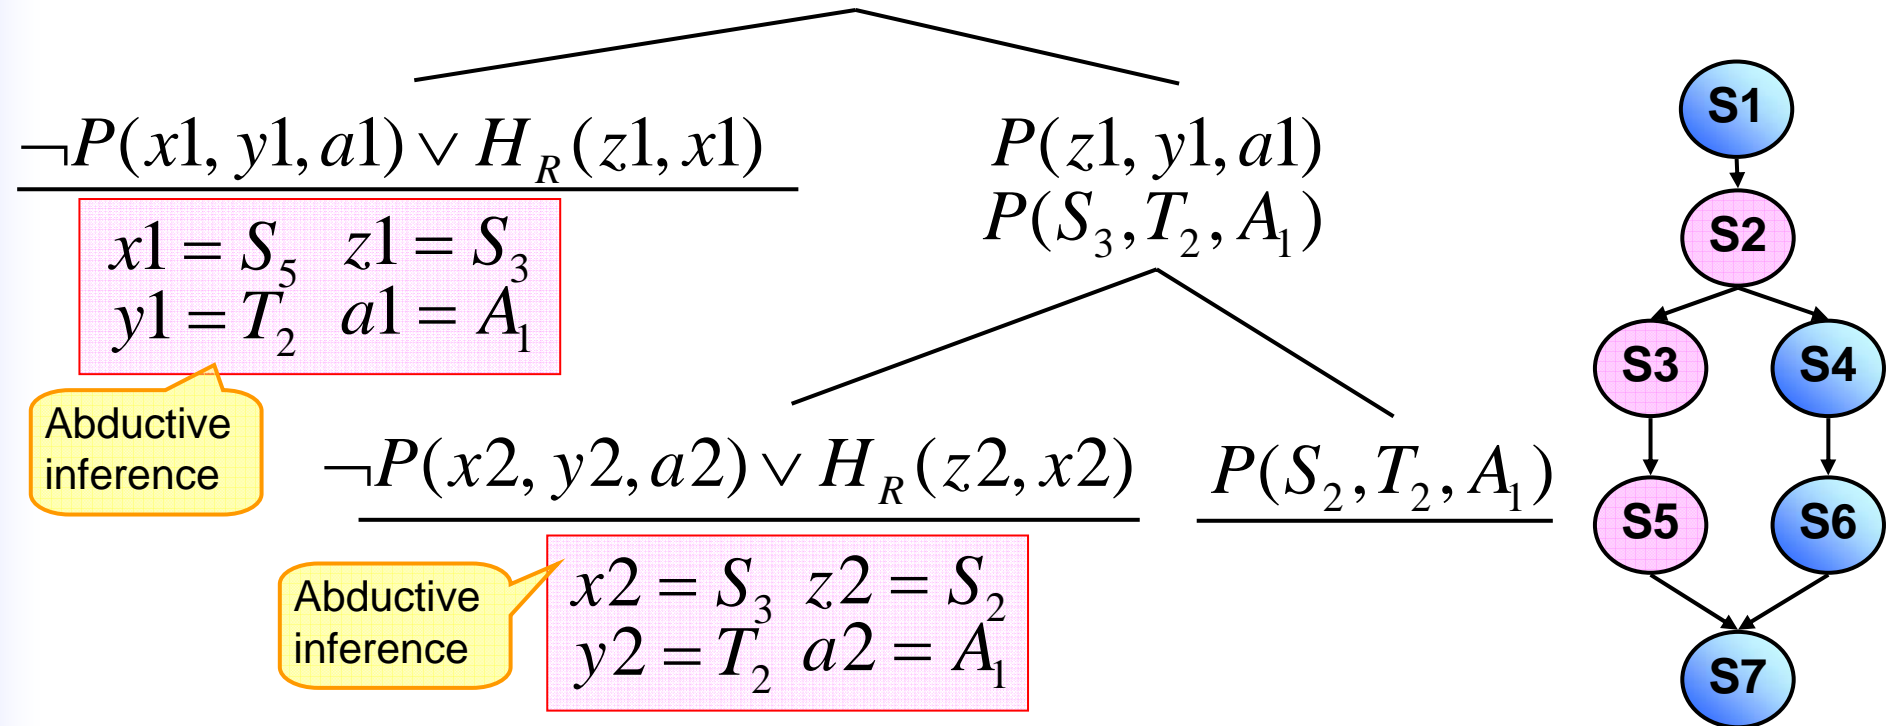 ¬P(x1, y1, a1) ∨ H_R(z1, x1)
x1 = S_5 z1 = S_3
y1 = T_2 a1 = A_1
Abductive
inference
P(z1, y1, a1)
P(S_3, T_2, A_1)
¬P(x2, y2, a2) ∨ H_R(z2, x2)
P(S_2, T_2, A_1)
Abductive
inference
x2 = S_3 z2 = S_2
y2 = T_2 a2 = A_1
S1
S2
S3 S4
S5 S6
S7